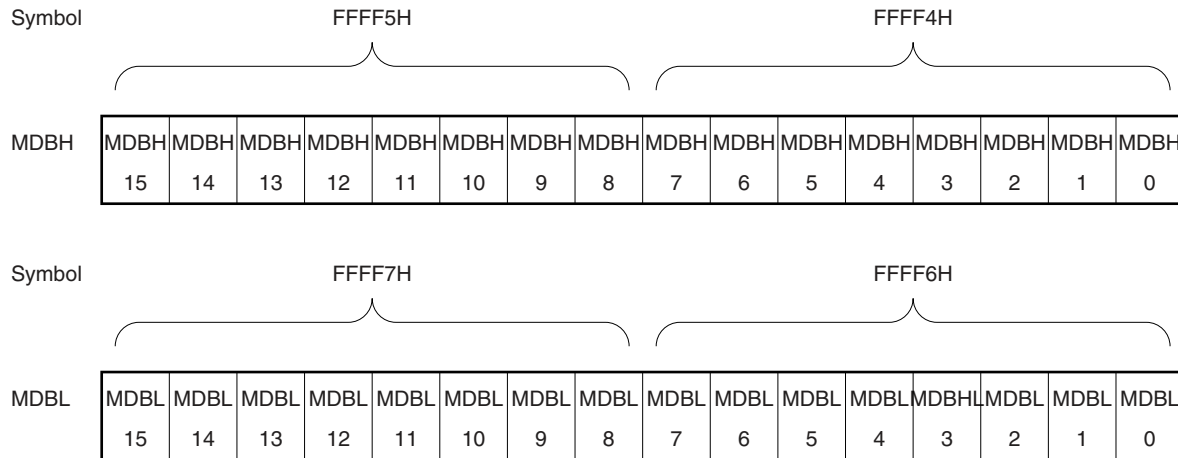 Symbol FFFF5H FFFF4H
MDBH MDBH MDBH MDBH MDBH MDBH MDBH MDBH MDBH MDBH MDBH MDBH MDBH MDBH MDBH MDBH MDBH
15 14 13 12 11 10 9 8 7 6 5 4 3 2 1 0
Symbol FFFF7H FFFF6H
MDBL MDBL MDBL MDBL MDBL MDBL MDBL MDBL MDBL MDBL MDBL MDBL MDBL MDBHL MDBL MDBL MDBL
15 14 13 12 11 10 9 8 7 6 5 4 3 2 1 0